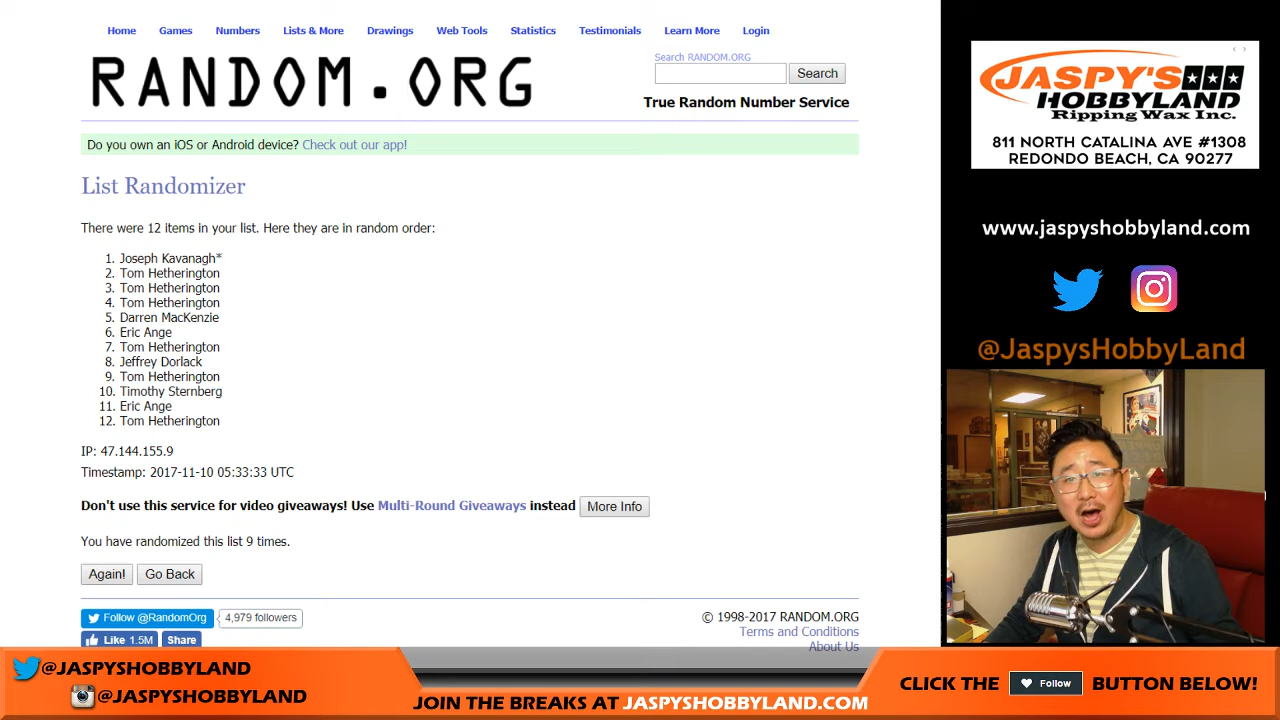 Home Games Numbers Lists & More Drawings Web Tools Statistics Testimonials Learn More Login
RANDOM.ORG
Search RANDOM.ORG
Search
True Random Number Service
Do you own an iOS or Android device? Check out our app!
List Randomizer
There were 12 items in your list. Here they are in random order:
1. Joseph Kavanagh*
2. Tom Hetherington
3. Tom Hetherington
4. Tom Hetherington
5. Darren MacKenzie
6. Eric Ange
7. Tom Hetherington
8. Jeffrey Dorlack
9. Tom Hetherington
10. Timothy Sternberg
11. Eric Ange
12. Tom Hetherington
IP: 47.144.155.9
Timestamp: 2017-11-10 05:33:33 UTC
Don't use this service for video giveaways! Use Multi-Round Giveaways instead More Info
You have randomized this list 9 times.
Again! Go Back
Follow @RandomOrg 4,979 followers
Like 1.5M Share
© 1998-2017 RANDOM.ORG
Terms and Conditions
About Us
JASPY'S
HOBBYLAND
Ripping Wax Inc.
811 NORTH CATALINA AVE #1308
REDONDO BEACH, CA 90277
www.jaspyshobbyland.com
@JaspysHobbyLand
@JASPYSHOBBYLAND
@JASPYSHOBBYLAND
JOIN THE BREAKS AT JASPYSHOBBYLAND.COM
CLICK THE Follow BUTTON BELOW!